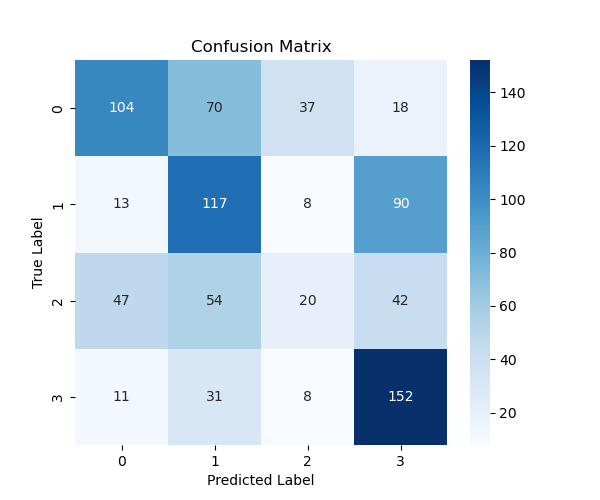 Confusion Matrix
0 104 70 37 18
1 13 117 8 90
2 47 54 20 42
3 11 31 8 152
0 1 2 3
Predicted Label
True Label
140
120
100
80
60
40
20